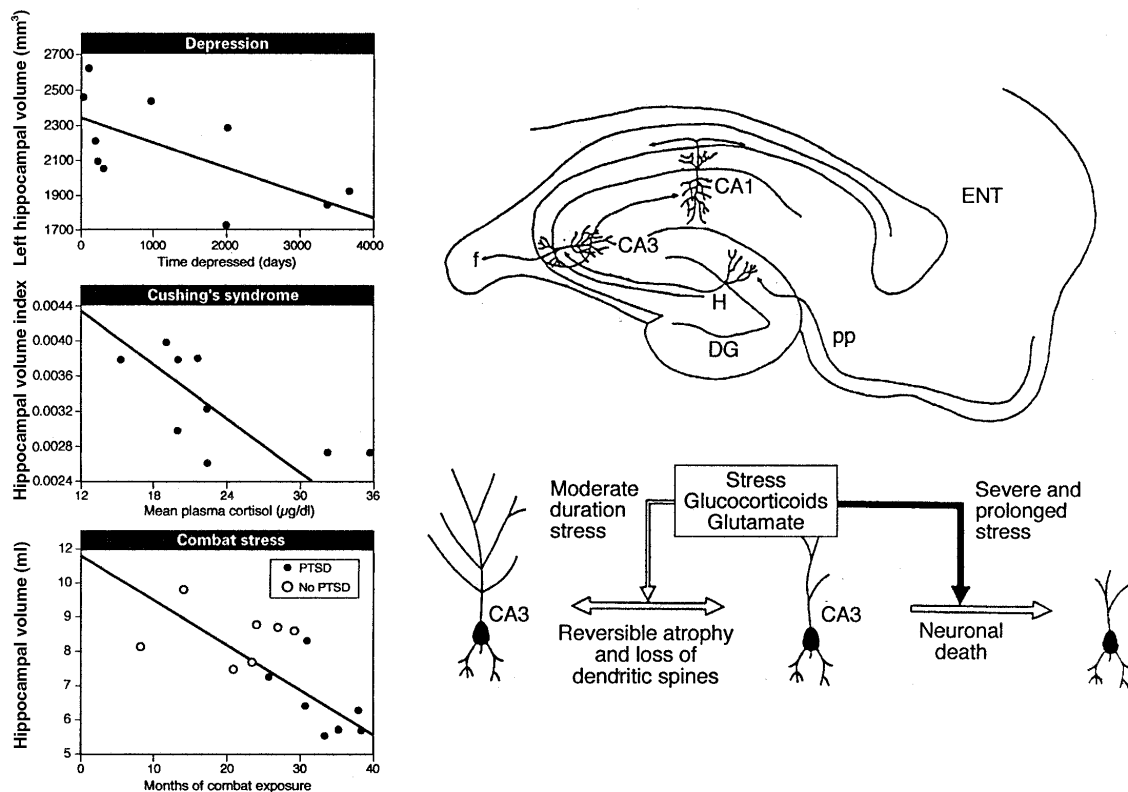 Depression
Left hippocampal volume (mm³)
2700
2500
2300
2100
1900
1700
0 1000 2000 3000 4000
Time depressed (days)
Cushing's syndrome
Hippocampal volume index
0.0044
0.0040
0.0036
0.0032
0.0028
0.0024
12 18 24 30 36
Mean plasma cortisol (µg/dl)
Combat stress
Hippocampal volume (ml)
PTSD
No PTSD
12
10
9
8
7
6
5
0 10 20 30 40
Months of combat exposure
CA1
ENT
CA3
f
H
DG
pp
Moderate
duration
stress
Stress
Glucocorticoids
Glutamate
Severe and
prolonged
stress
CA3
Reversible atrophy
and loss of
dendritic spines
CA3
Neuronal
death